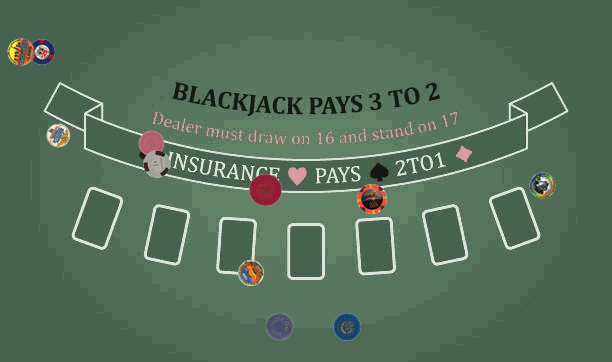 BLACKJACK PAYS 3 TO 2
Dealer must draw on 16 and stand on 17
INSURANCE PAYS 2TO1